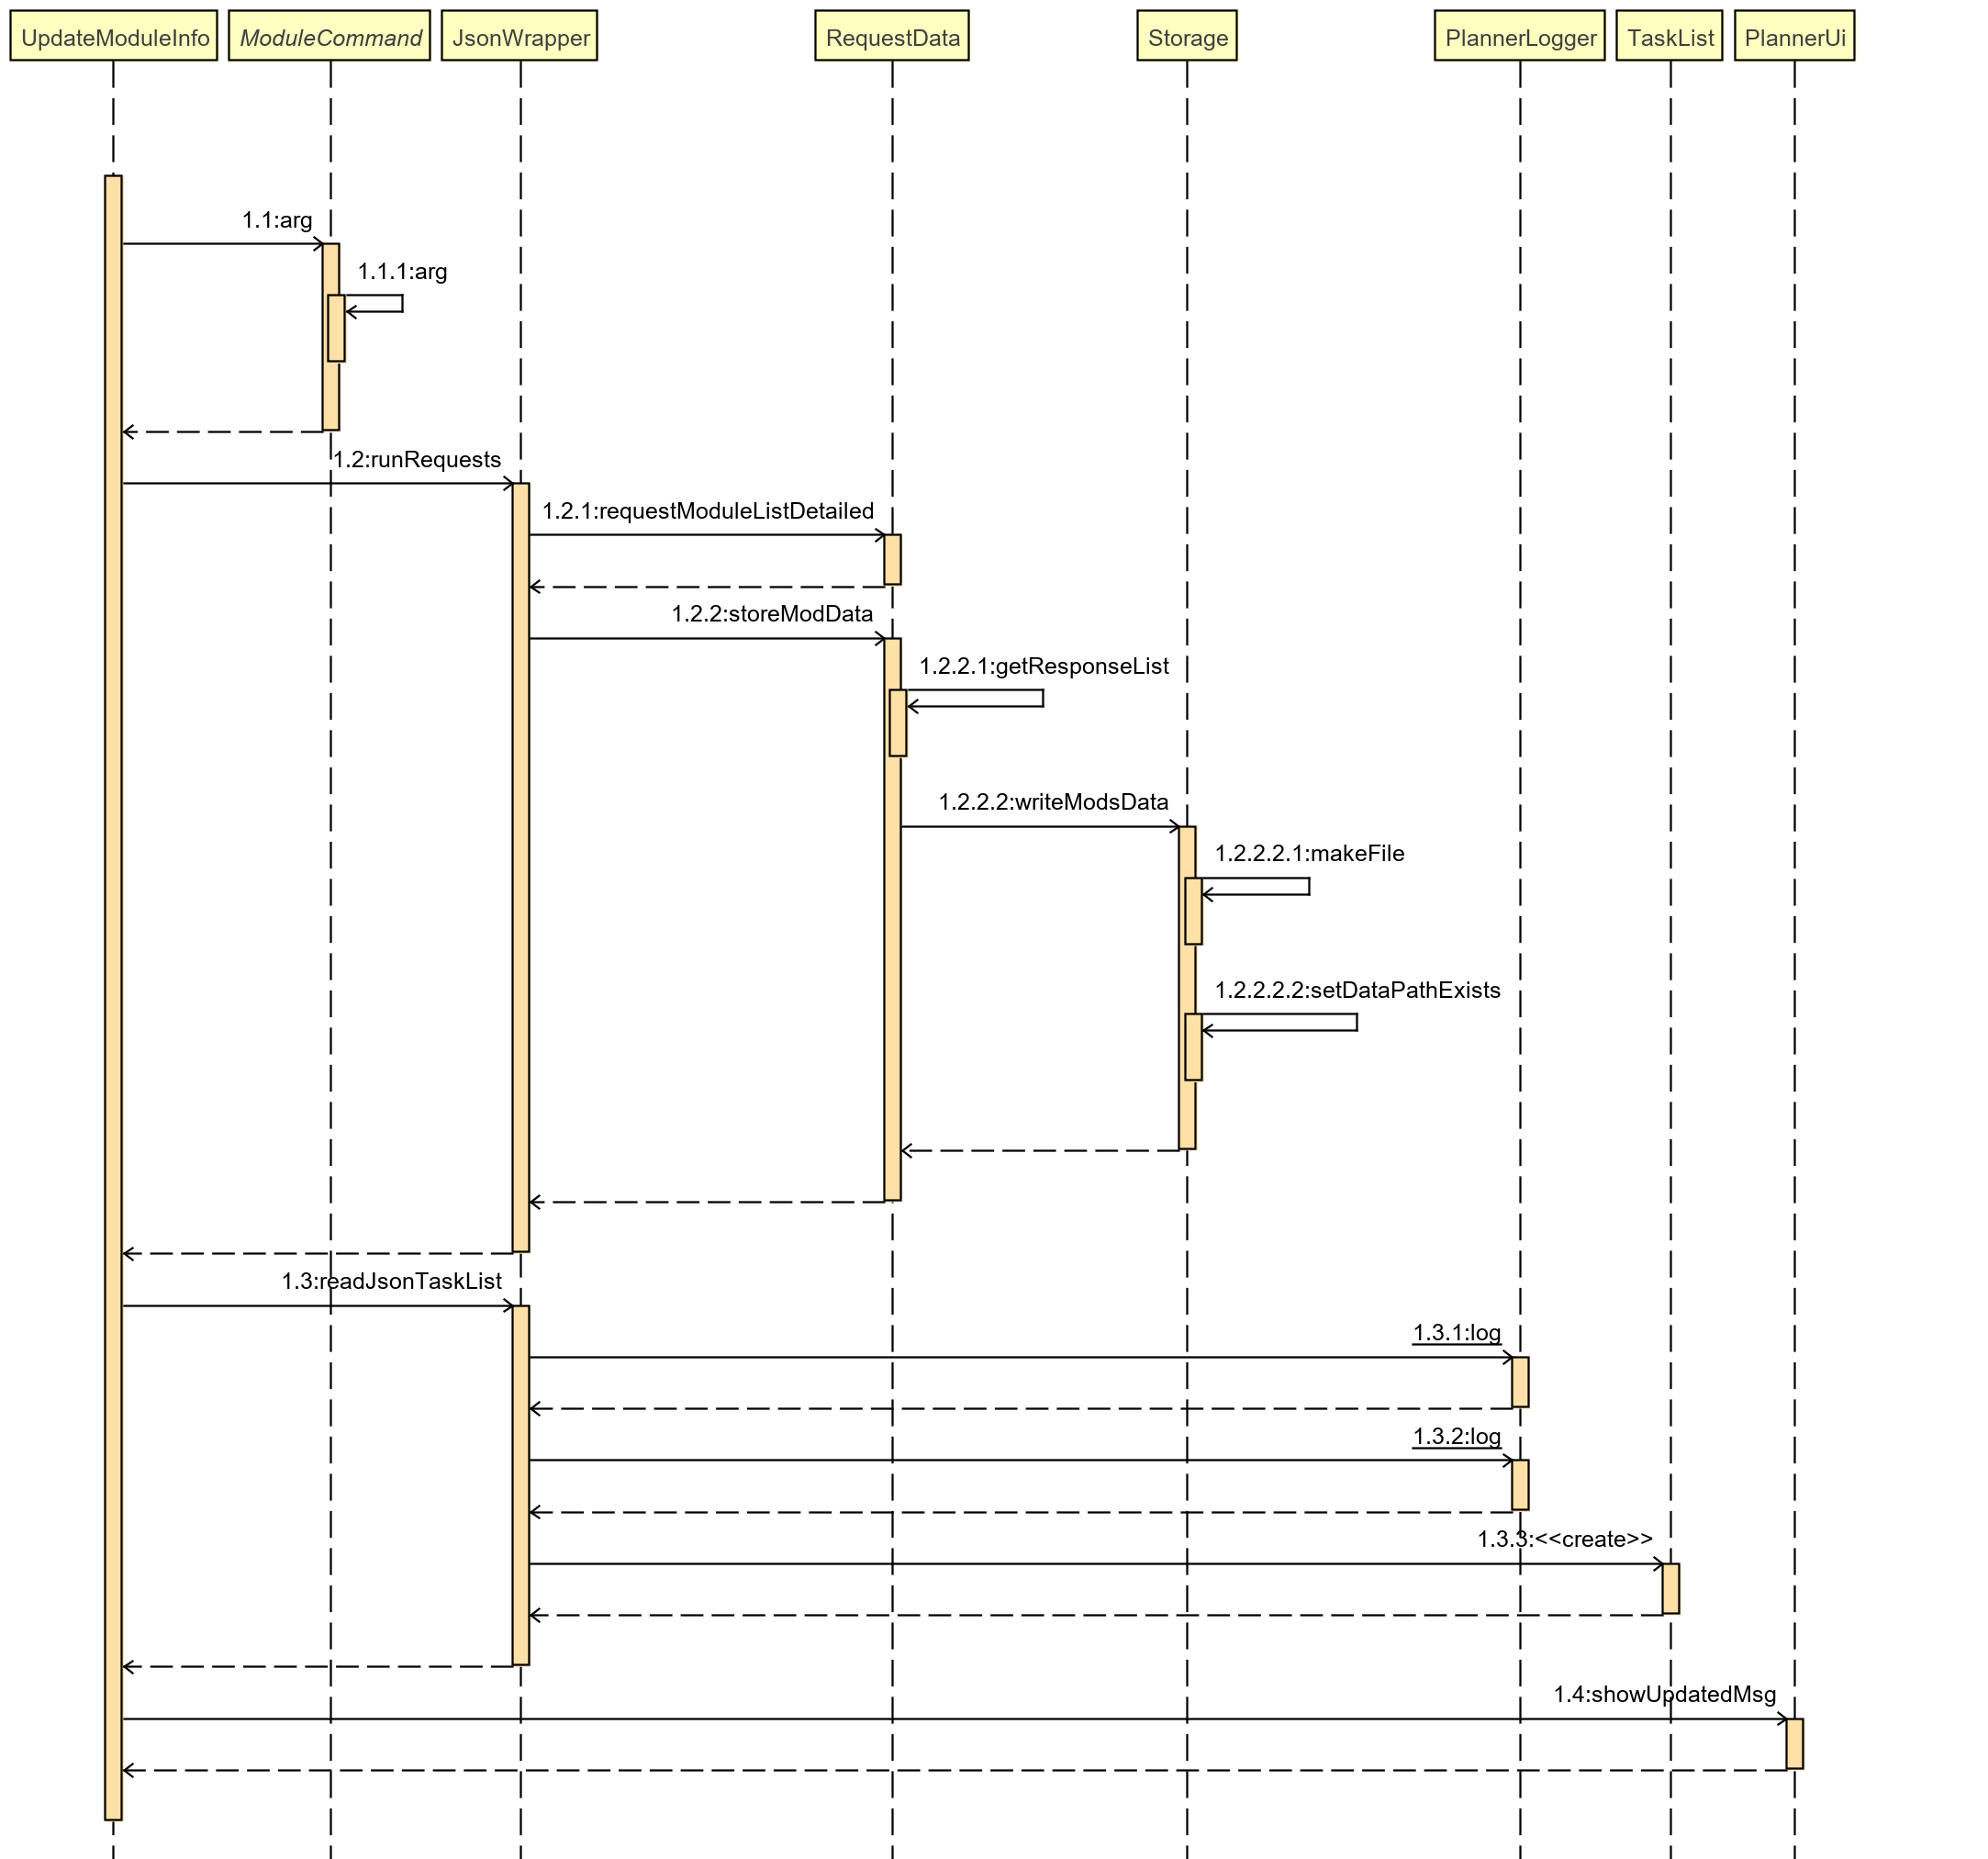 UpdateModuleInfo
ModuleCommand
JsonWrapper
RequestData
Storage
PlannerLogger
TaskList
PlannerUi
1.1:arg
1.1.1:arg
1.2:runRequests
1.2.1:requestModuleListDetailed
1.2.2:storeModData
1.2.2.1:getResponseList
1.2.2.2:writeModsData
1.2.2.2.1:makeFile
1.2.2.2.2:setDataPathExists
1.3:readJsonTaskList
1.3.1:log
1.3.2:log
1.3.3:<<create>>
1.4:showUpdatedMsg